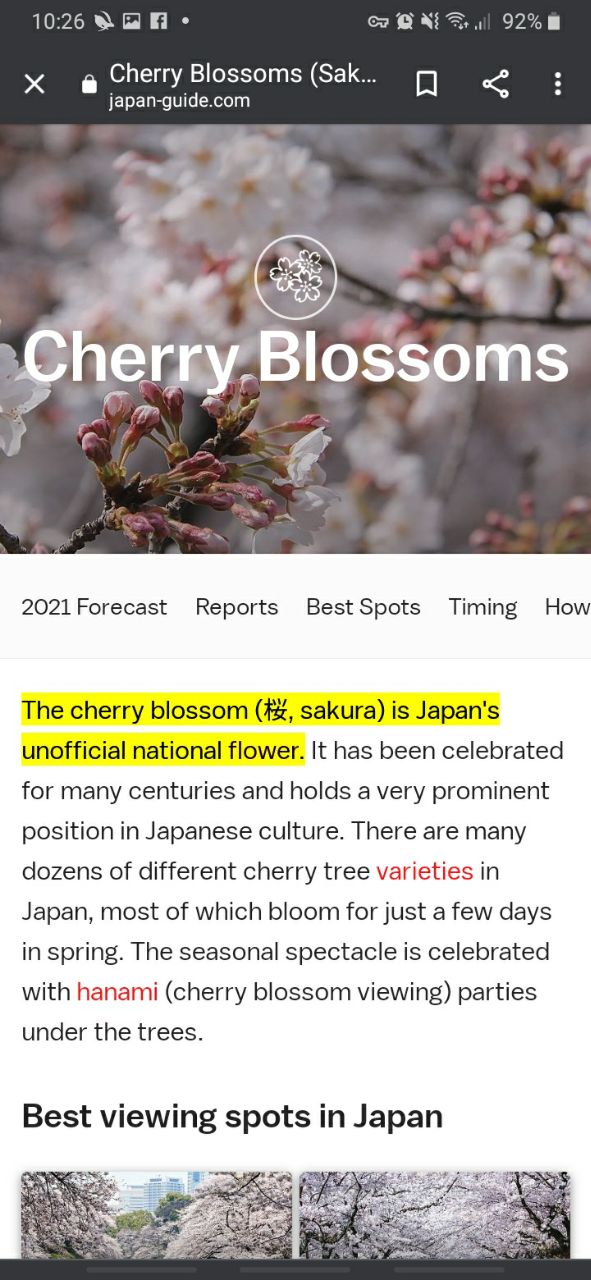 10:26
92%
Cherry Blossoms (Sak...
japan-guide.com
Cherry Blossoms
2021 Forecast Reports Best Spots Timing How
The cherry blossom (桜, sakura) is Japan's
unofficial national flower. It has been celebrated
for many centuries and holds a very prominent
position in Japanese culture. There are many
dozens of different cherry tree varieties in
Japan, most of which bloom for just a few days
in spring. The seasonal spectacle is celebrated
with hanami (cherry blossom viewing) parties
under the trees.
Best viewing spots in Japan